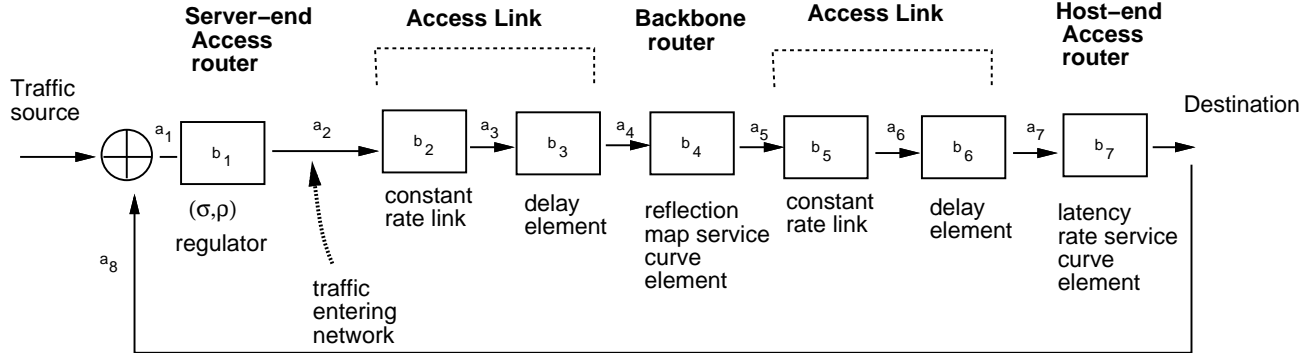 Server−end
Access
router
Access Link
Backbone
router
Access Link
Host−end
Access
router
Traffic
source
Destination
a1
b1
a2
b2
a3
b3
a4
b4
a5
b5
a6
b6
a7
b7
(σ,ρ)
regulator
constant
rate link
delay
element
reflection
map service
curve
element
constant
rate link
delay
element
latency
rate service
curve
element
a8
traffic
entering
network